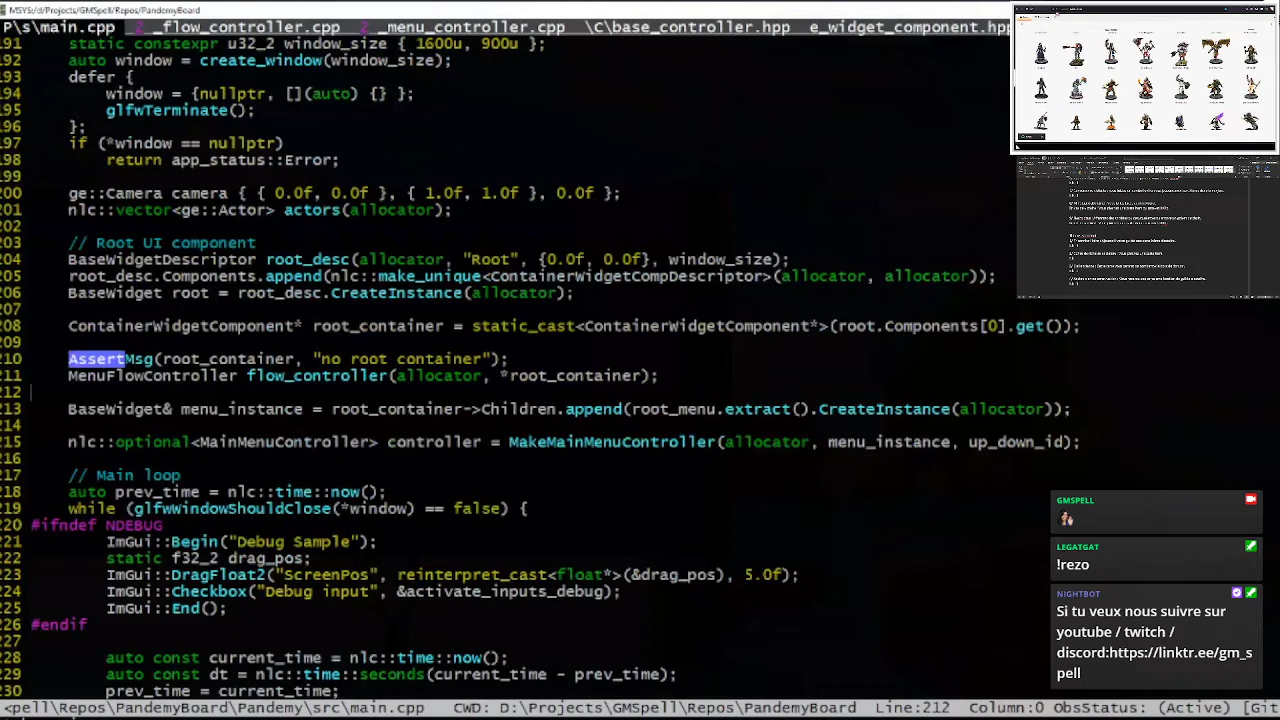 MSYS:/d/Projects/GMSpell/Repos/PandemyBoard
P\s\main.cpp  2 _flow_controller.cpp  2 _menu_controller.cpp  \C\base_controller.hpp  e_widget_component.hpp
191 static constexpr u32_2 window_size { 1600u, 900u };
192 auto window = create_window(window_size);
193 defer {
194 window = {nullptr, [](auto) {} };
195 glfwTerminate();
196 };
197 if (*window == nullptr)
198 return app_status::Error;
199
200 ge::Camera camera { { 0.0f, 0.0f }, { 1.0f, 1.0f }, 0.0f };
201 nlc::vector<ge::Actor> actors(allocator);
202
203 // Root UI component
204 BaseWidgetDescriptor root_desc(allocator, "Root", {0.0f, 0.0f}, window_size);
205 root_desc.Components.append(nlc::make_unique<ContainerWidgetCompDescriptor>(allocator, allocator));
206 BaseWidget root = root_desc.CreateInstance(allocator);
207
208 ContainerWidgetComponent* root_container = static_cast<ContainerWidgetComponent*>(root.Components[0].get());
209
210 AssertMsg(root_container, "no root container");
211 MenuFlowController flow_controller(allocator, *root_container);
212
213 BaseWidget& menu_instance = root_container->Children.append(root_menu.extract().CreateInstance(allocator));
214
215 nlc::optional<MainMenuController> controller = MakeMainMenuController(allocator, menu_instance, up_down_id);
216
217 // Main loop
218 auto prev_time = nlc::time::now();
219 while (glfwWindowShouldClose(*window) == false) {
220 #ifndef NDEBUG
221 ImGui::Begin("Debug Sample");
222 static f32_2 drag_pos;
223 ImGui::DragFloat2("ScreenPos", reinterpret_cast<float*>(&drag_pos), 5.0f);
224 ImGui::Checkbox("Debug input", &activate_inputs_debug);
225 ImGui::End();
226 #endif
227
228 auto const current_time = nlc::time::now();
229 auto const dt = nlc::time::seconds(current_time - prev_time);
230 prev_time = current_time;
<pell\Repos\PandemyBoard\Pandemy\src\main.cpp  CWD: D:\Projects\GMSpell\Repos\PandemyBoard  Line:212  Column:0  ObsStatus: (Active)  [Git
GMSPELL
LEGATGAT
!rezo
NIGHTBOT
Si tu veux nous suivre sur
youtube / twitch /
discord:https://linktr.ee/gm_s
pell